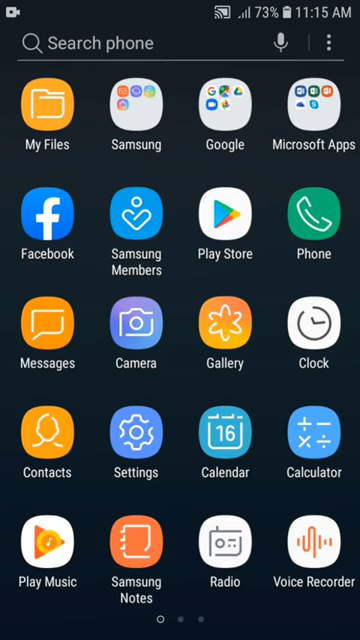 73% 11:15 AM
Search phone
My Files Samsung Google Microsoft Apps
Facebook Samsung Members Play Store Phone
Messages Camera Gallery Clock
16
Contacts Settings Calendar Calculator
Play Music Samsung Notes Radio Voice Recorder